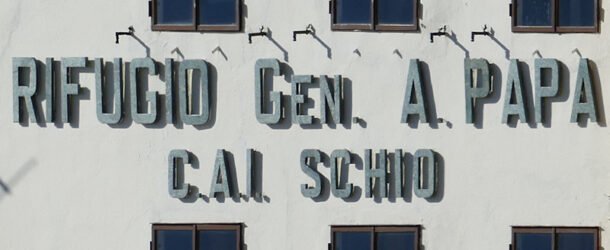 RIFUGIO GEN. A. PAPA
C.A.I. SCHIO